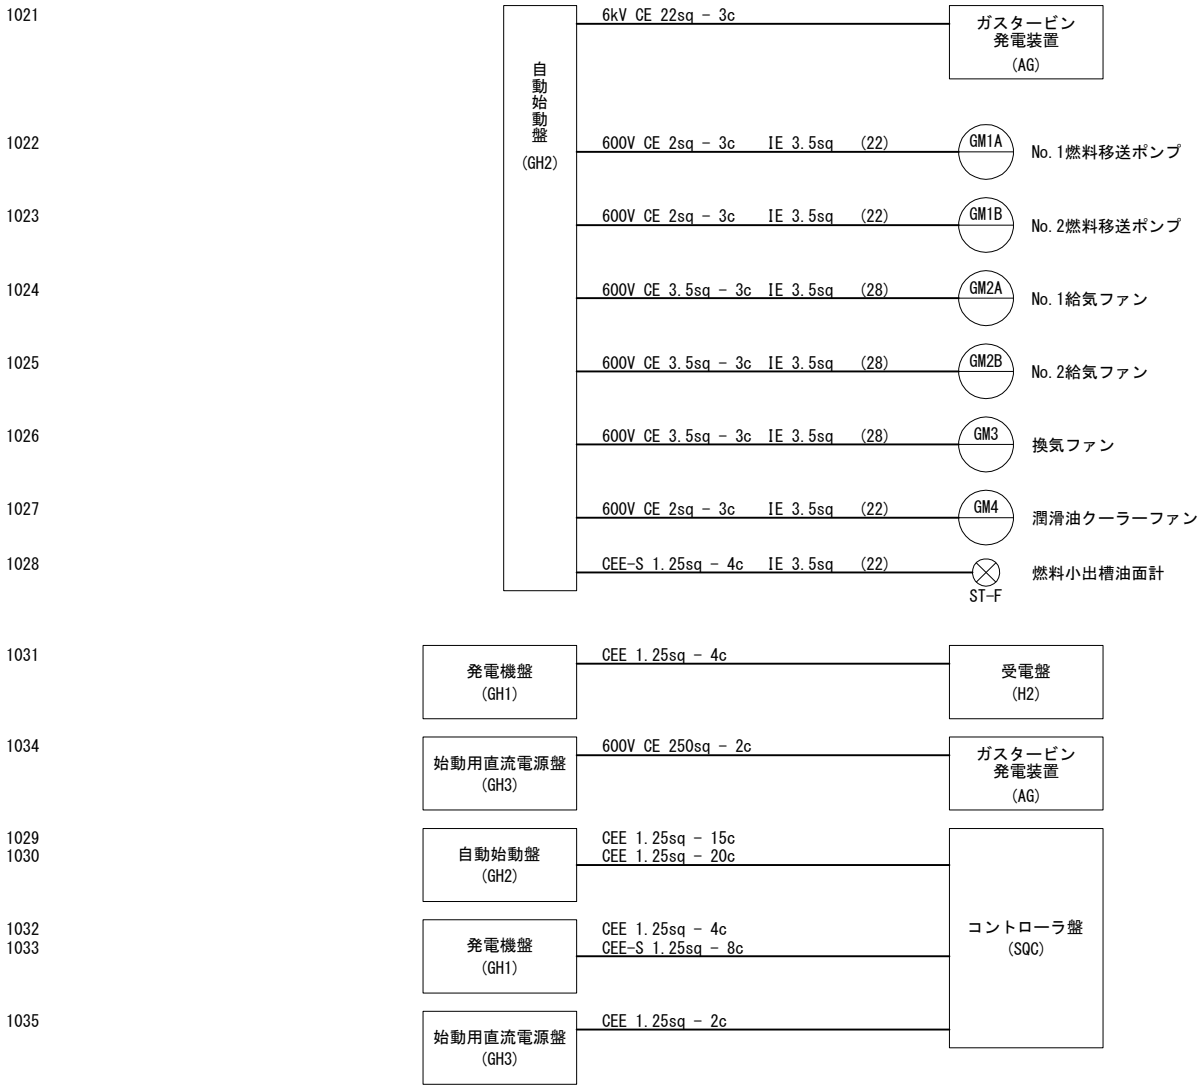 1021
6kV CE 22sq - 3c
ガスタービン
発電装置
(AG)
自動始動盤
(GH2)
1022
600V CE 2sq - 3c IE 3.5sq (22)
GM1A
No.1燃料移送ポンプ
1023
600V CE 2sq - 3c IE 3.5sq (22)
GM1B
No.2燃料移送ポンプ
1024
600V CE 3.5sq - 3c IE 3.5sq (28)
GM2A
No.1給気ファン
1025
600V CE 3.5sq - 3c IE 3.5sq (28)
GM2B
No.2給気ファン
1026
600V CE 3.5sq - 3c IE 3.5sq (28)
GM3
換気ファン
1027
600V CE 2sq - 3c IE 3.5sq (22)
GM4
潤滑油クーラーファン
1028
CEE-S 1.25sq - 4c IE 3.5sq (22)
燃料小出槽油面計
ST-F
1031
発電機盤
(GH1)
CEE 1.25sq - 4c
受電盤
(H2)
1034
始動用直流電源盤
(GH3)
600V CE 250sq - 2c
ガスタービン
発電装置
(AG)
1029
1030
自動始動盤
(GH2)
CEE 1.25sq - 15c
CEE 1.25sq - 20c
1032
1033
発電機盤
(GH1)
CEE 1.25sq - 4c
CEE-S 1.25sq - 8c
コントローラ盤
(SQC)
1035
始動用直流電源盤
(GH3)
CEE 1.25sq - 2c